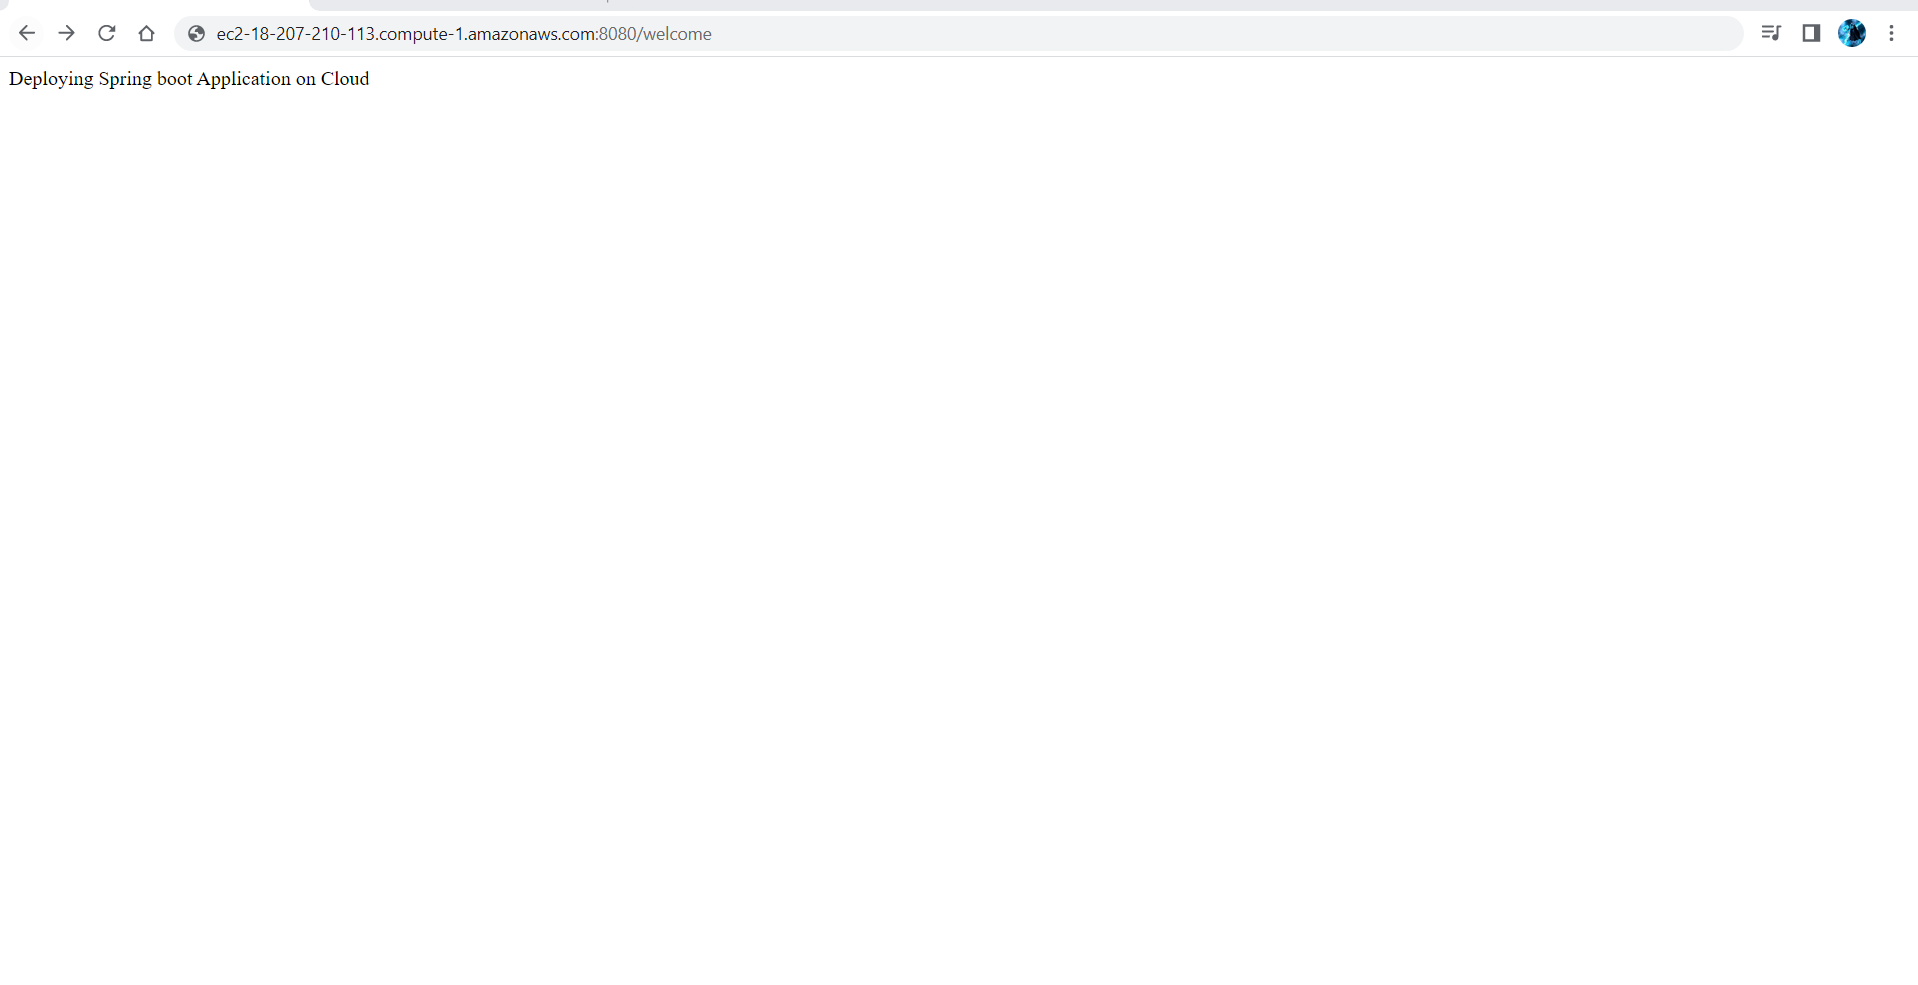 ec2-18-207-210-113.compute-1.amazonaws.com:8080/welcome
Deploying Spring boot Application on Cloud